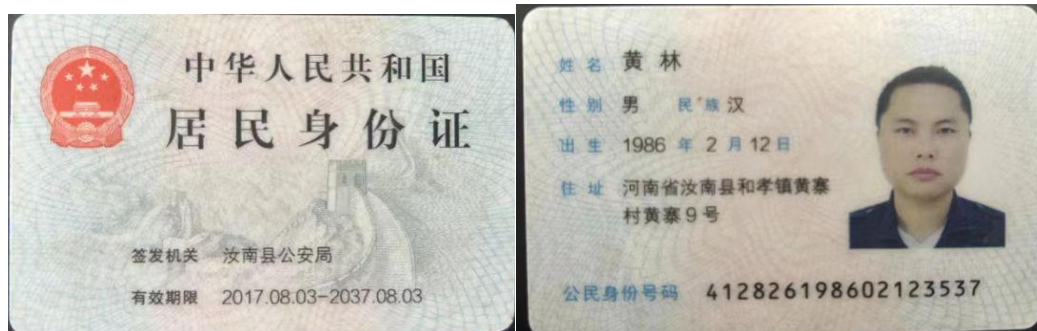 中华人民共和国
居民身份证
签发机关 汝南县公安局
有效期限 2017.08.03-2037.08.03
姓名 黄林
性别 男 民族 汉
出生 1986 年 2 月 12 日
住址 河南省汝南县和孝镇黄寨
村黄寨9号
公民身份号码 412826198602123537